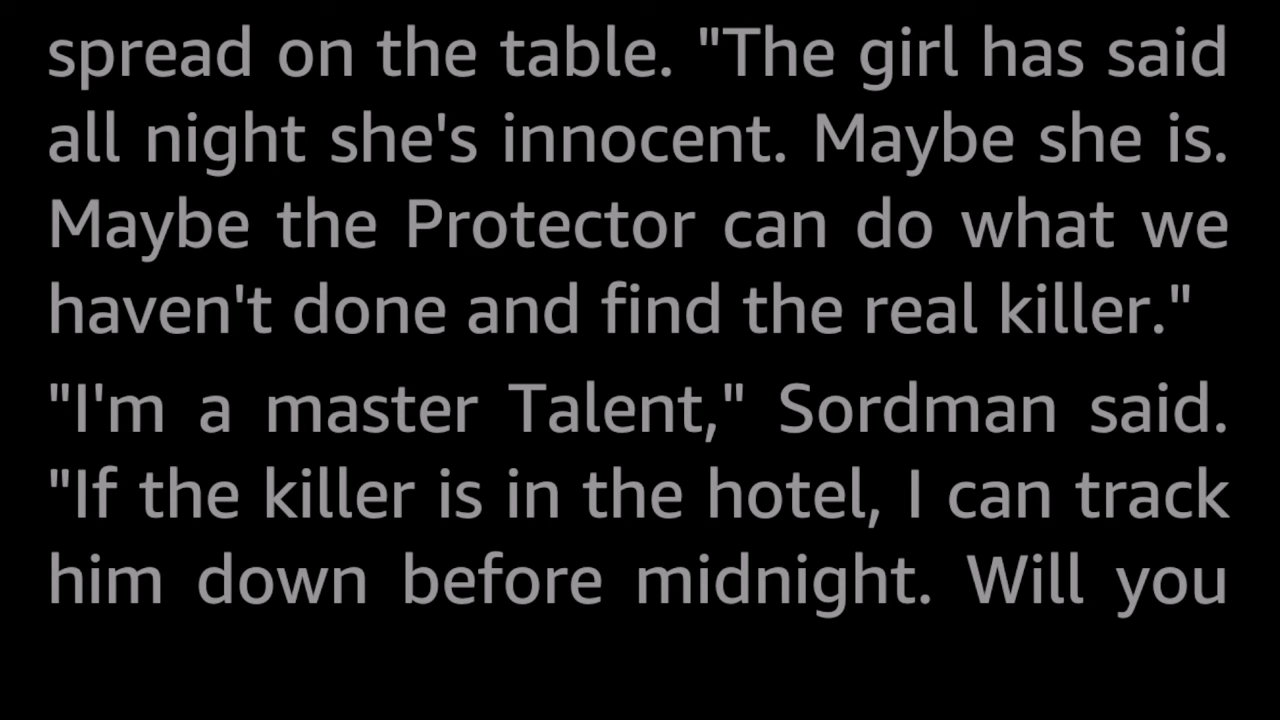 spread on the table. "The girl has said
all night she's innocent. Maybe she is.
Maybe the Protector can do what we
haven't done and find the real killer."
"I'm a master Talent," Sordman said.
"If the killer is in the hotel, I can track
him down before midnight. Will you